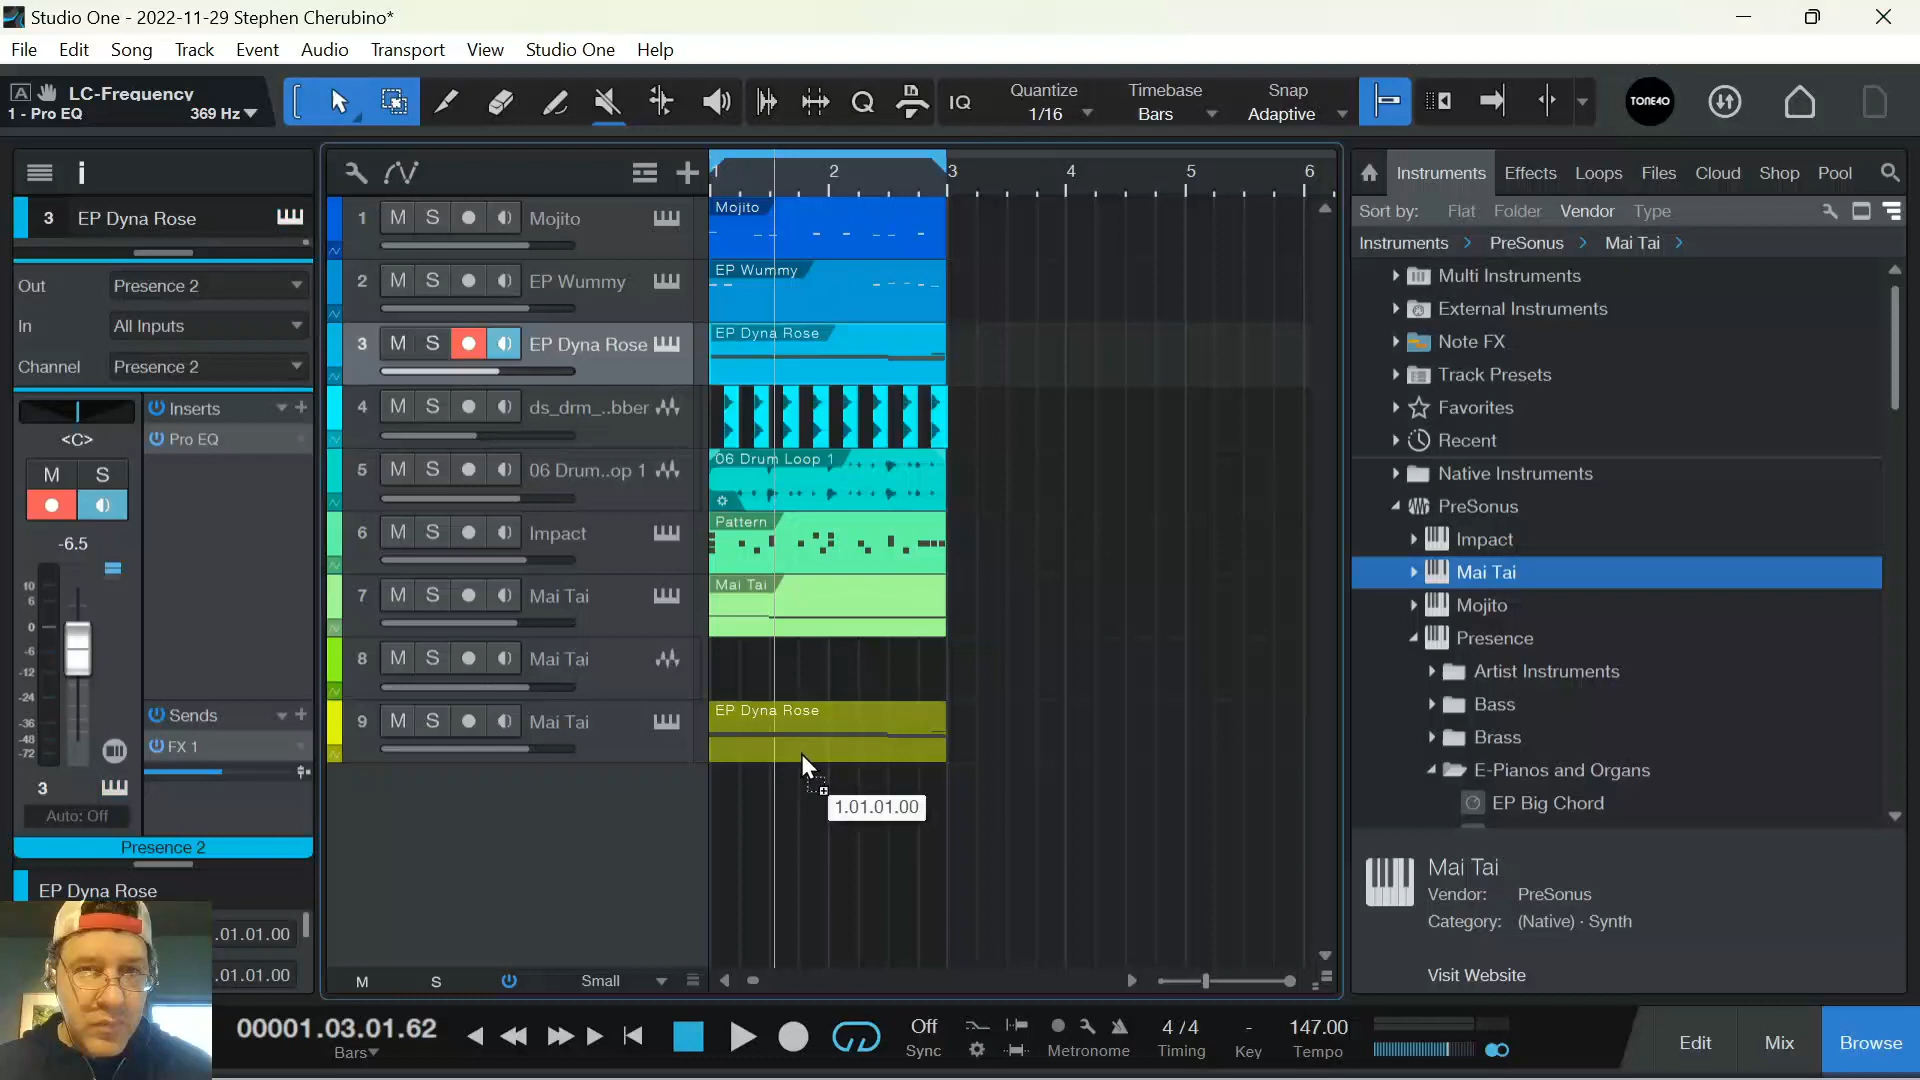 Studio One - 2022-11-29 Stephen Cherubino*
File Edit Song Track Event Audio Transport View Studio One Help
A LC-Frequency
1 - Pro EQ 369 Hz
IQ
Quantize
1/16
Timebase
Bars
Snap
Adaptive
TONE40
i
3 EP Dyna Rose
Out Presence 2
In All Inputs
Channel Presence 2
Inserts
Pro EQ
<C>
M S
-6.5
10
6
0
-6
-12
-24
-36
-48
-72
Sends
FX 1
3
Auto: Off
Presence 2
EP Dyna Rose
.01.01.00
.01.01.00
1 2 3 4 5 6
1 M S Mojito
2 M S EP Wummy
3 M S EP Dyna Rose
4 M S ds_drm_..bber
5 M S 06 Drum..op 1
6 M S Impact
7 M S Mai Tai
8 M S Mai Tai
9 M S Mai Tai
Mojito
EP Wummy
EP Dyna Rose
06 Drum Loop 1
Pattern
Mai Tai
EP Dyna Rose
1.01.01.00
M S Small
Instruments Effects Loops Files Cloud Shop Pool
Sort by: Flat Folder Vendor Type
Instruments PreSonus Mai Tai
Multi Instruments
External Instruments
Note FX
Track Presets
Favorites
Recent
Native Instruments
PreSonus
Impact
Mai Tai
Mojito
Presence
Artist Instruments
Bass
Brass
E-Pianos and Organs
EP Big Chord
Mai Tai
Vendor: PreSonus
Category: (Native) · Synth
Visit Website
00001.03.01.62
Bars
Off
Sync
Metronome
4 / 4
Timing
-
Key
147.00
Tempo
Edit Mix Browse